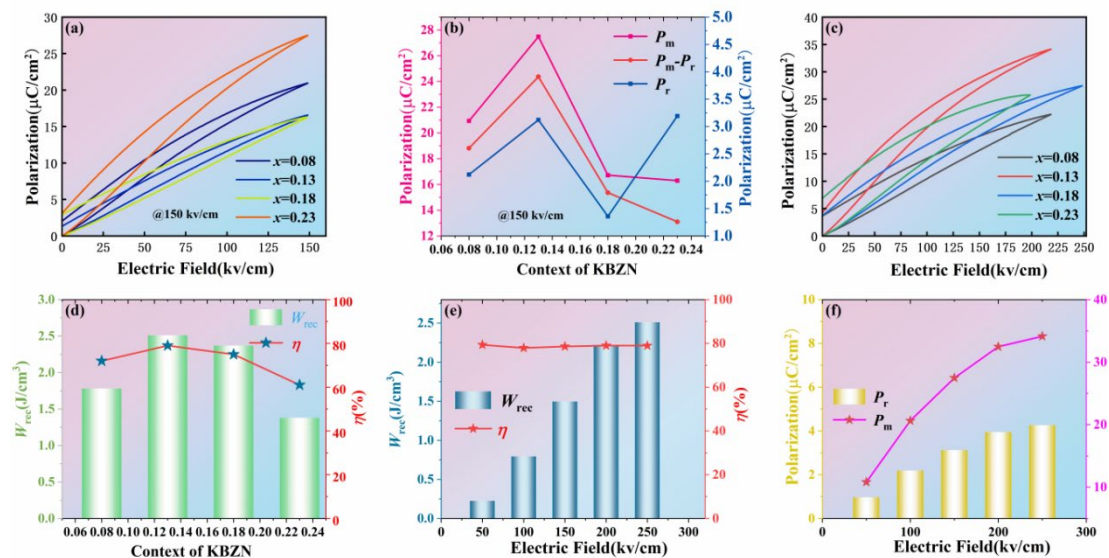 (a)
Polarization(μC/cm²)
30
25
20
15
10
5
0
x=0.08
x=0.13
x=0.18
x=0.23
@150 kv/cm
0 25 50 75 100 125 150
Electric Field(kv/cm)
(b)
Polarization(μC/cm²)
28
26
24
22
20
18
16
14
12
Pm
Pm-Pr
Pr
@150 kv/cm
5.0
4.5
4.0
3.5
3.0
2.5
2.0
1.5
1.0
Polarization(μC/cm²)
0.06 0.08 0.10 0.12 0.14 0.16 0.18 0.20 0.22 0.24
Context of KBZN
(c)
Polarization(μC/cm²)
40
35
30
25
20
15
10
5
0
x=0.08
x=0.13
x=0.18
x=0.23
0 25 50 75 100 125 150 175 200 225 250
Electric Field(kv/cm)
(d)
Wrec(J/cm³)
3.0
2.5
2.0
1.5
1.0
0.5
0.0
Wrec
η
100
80
60
40
20
0
η(%)
0.06 0.08 0.10 0.12 0.14 0.16 0.18 0.20 0.22 0.24
Context of KBZN
(e)
Wrec(J/cm³)
2.5
2.0
1.5
1.0
0.5
0.0
Wrec
η
100
80
60
40
20
0
η(%)
0 50 100 150 200 250 300
Electric Field(kv/cm)
(f)
Polarization(μC/cm²)
10
8
6
4
2
0
Pr
Pm
40
30
20
10
0 50 100 150 200 250 300
Electric Field(kv/cm)